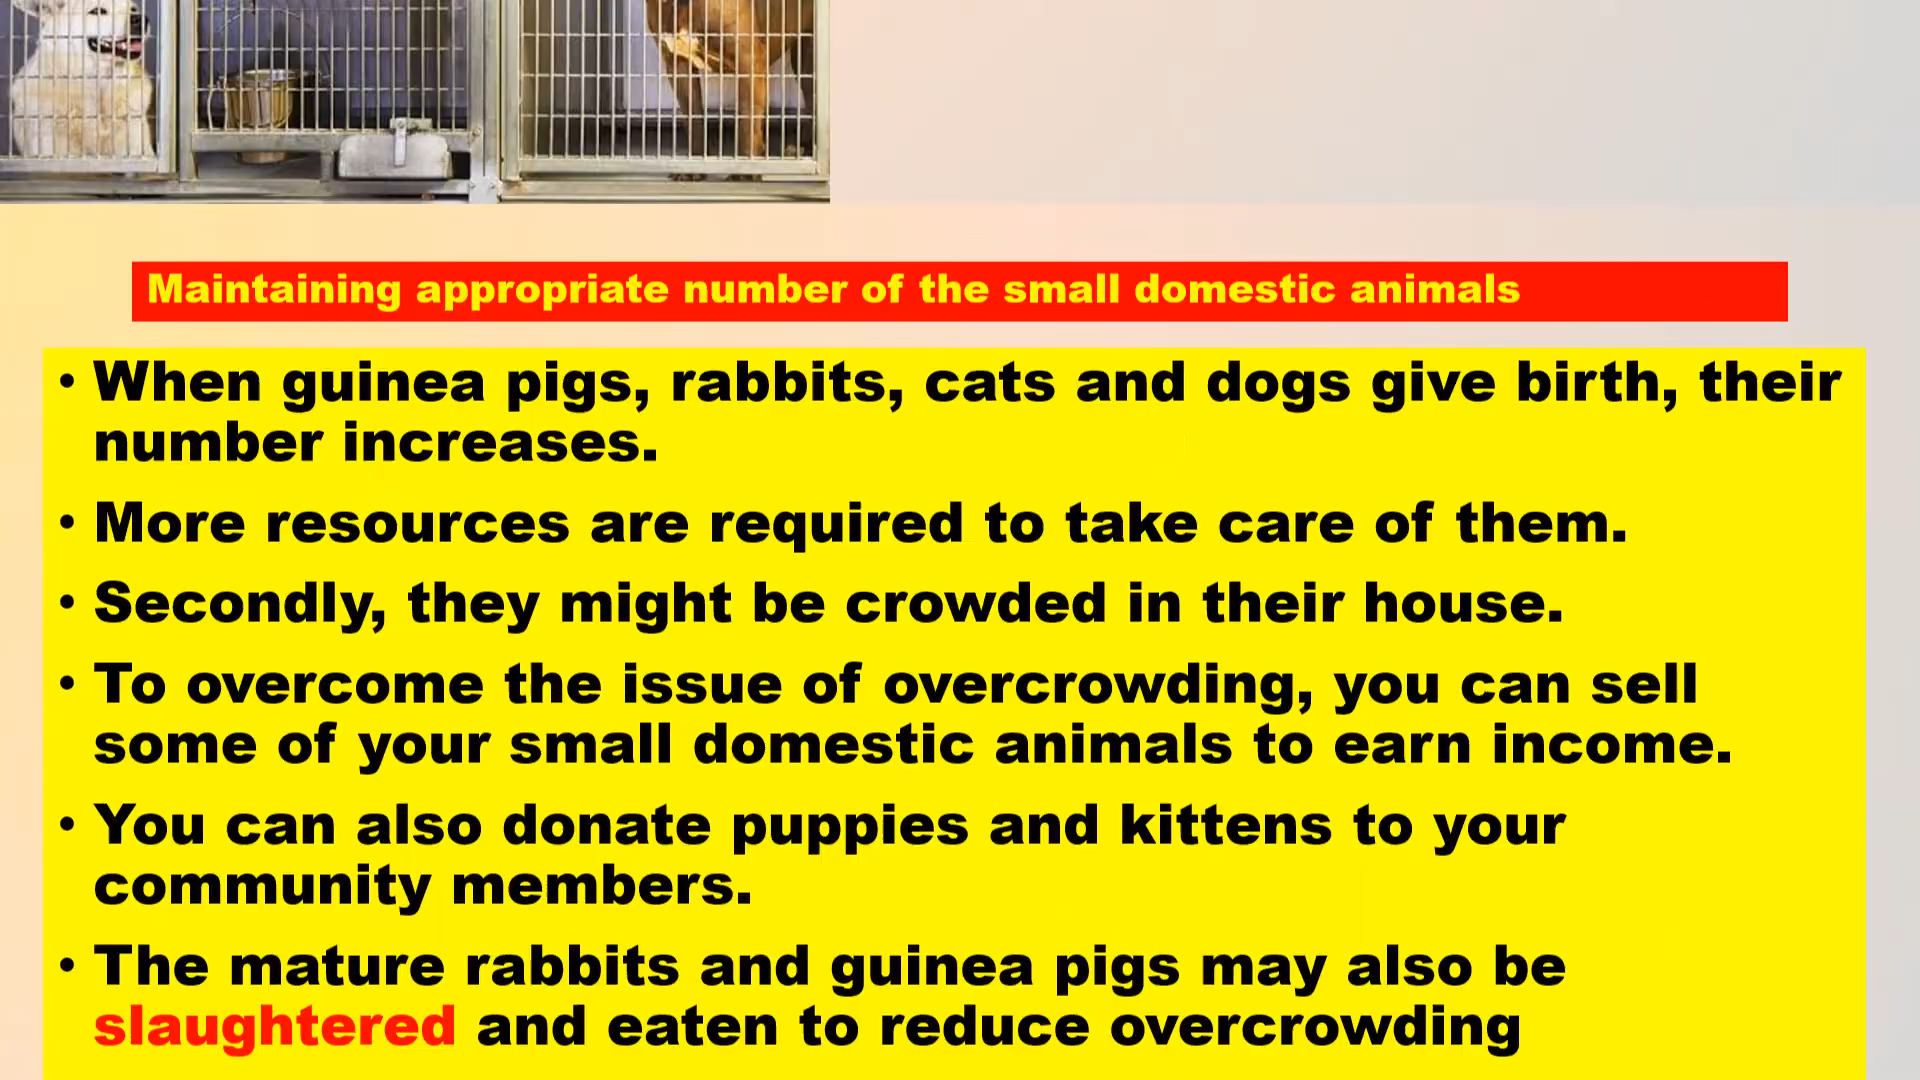 Maintaining appropriate number of the small domestic animals
• When guinea pigs, rabbits, cats and dogs give birth, their
number increases.
• More resources are required to take care of them.
• Secondly, they might be crowded in their house.
• To overcome the issue of overcrowding, you can sell
some of your small domestic animals to earn income.
• You can also donate puppies and kittens to your
community members.
• The mature rabbits and guinea pigs may also be
slaughtered and eaten to reduce overcrowding